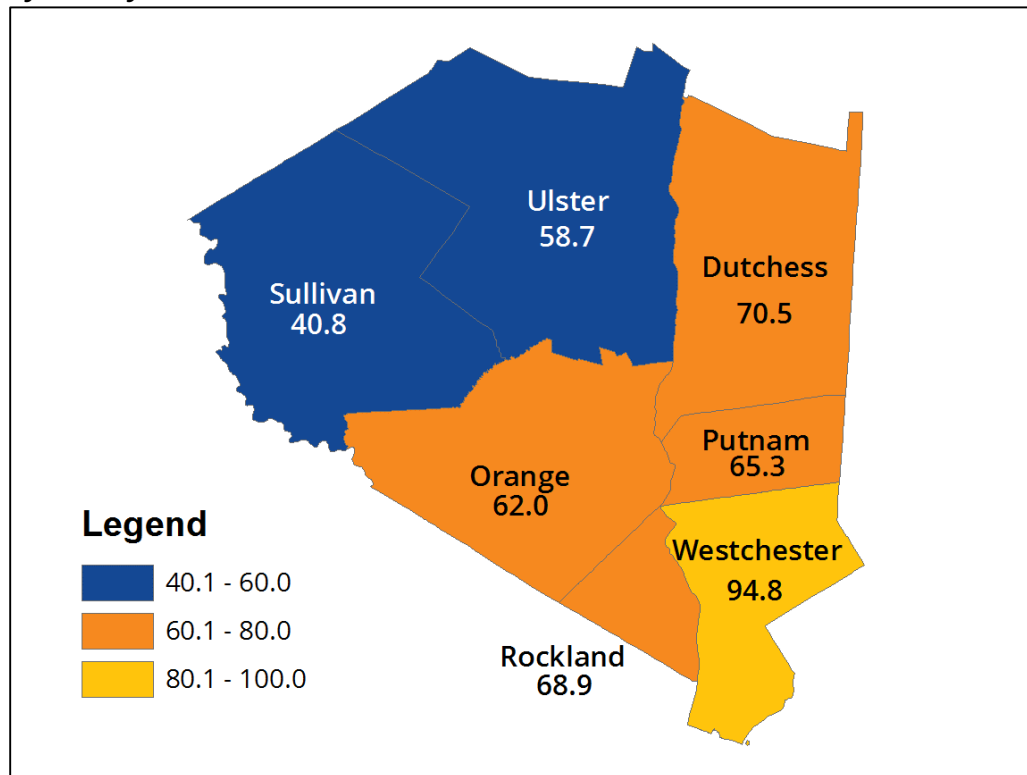 Ulster
58.7
Dutchess
70.5
Sullivan
40.8
Putnam
65.3
Orange
62.0
Westchester
94.8
Rockland
68.9
Legend
40.1 - 60.0
60.1 - 80.0
80.1 - 100.0